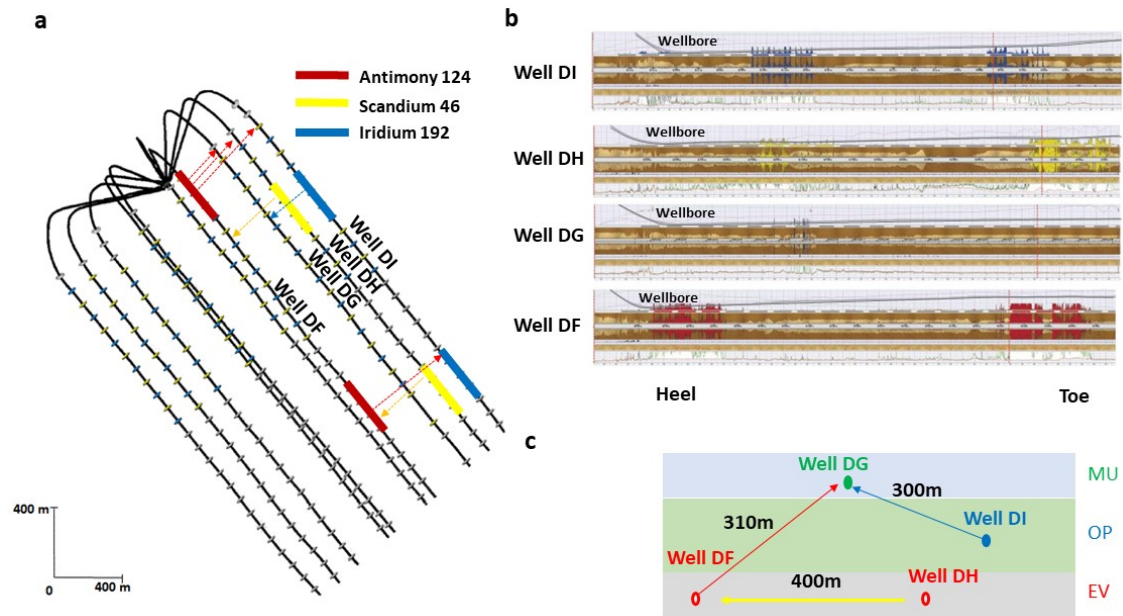 a
Antimony 124
Scandium 46
Iridium 192
Well DI
Well DH
Well DG
Well DF
400 m
0
400 m
b
Well DI
Wellbore
Well DH
Wellbore
Well DG
Wellbore
Well DF
Wellbore
Heel
Toe
c
Well DG
MU
300m
310m
Well DI
OP
Well DF
400m
Well DH
EV